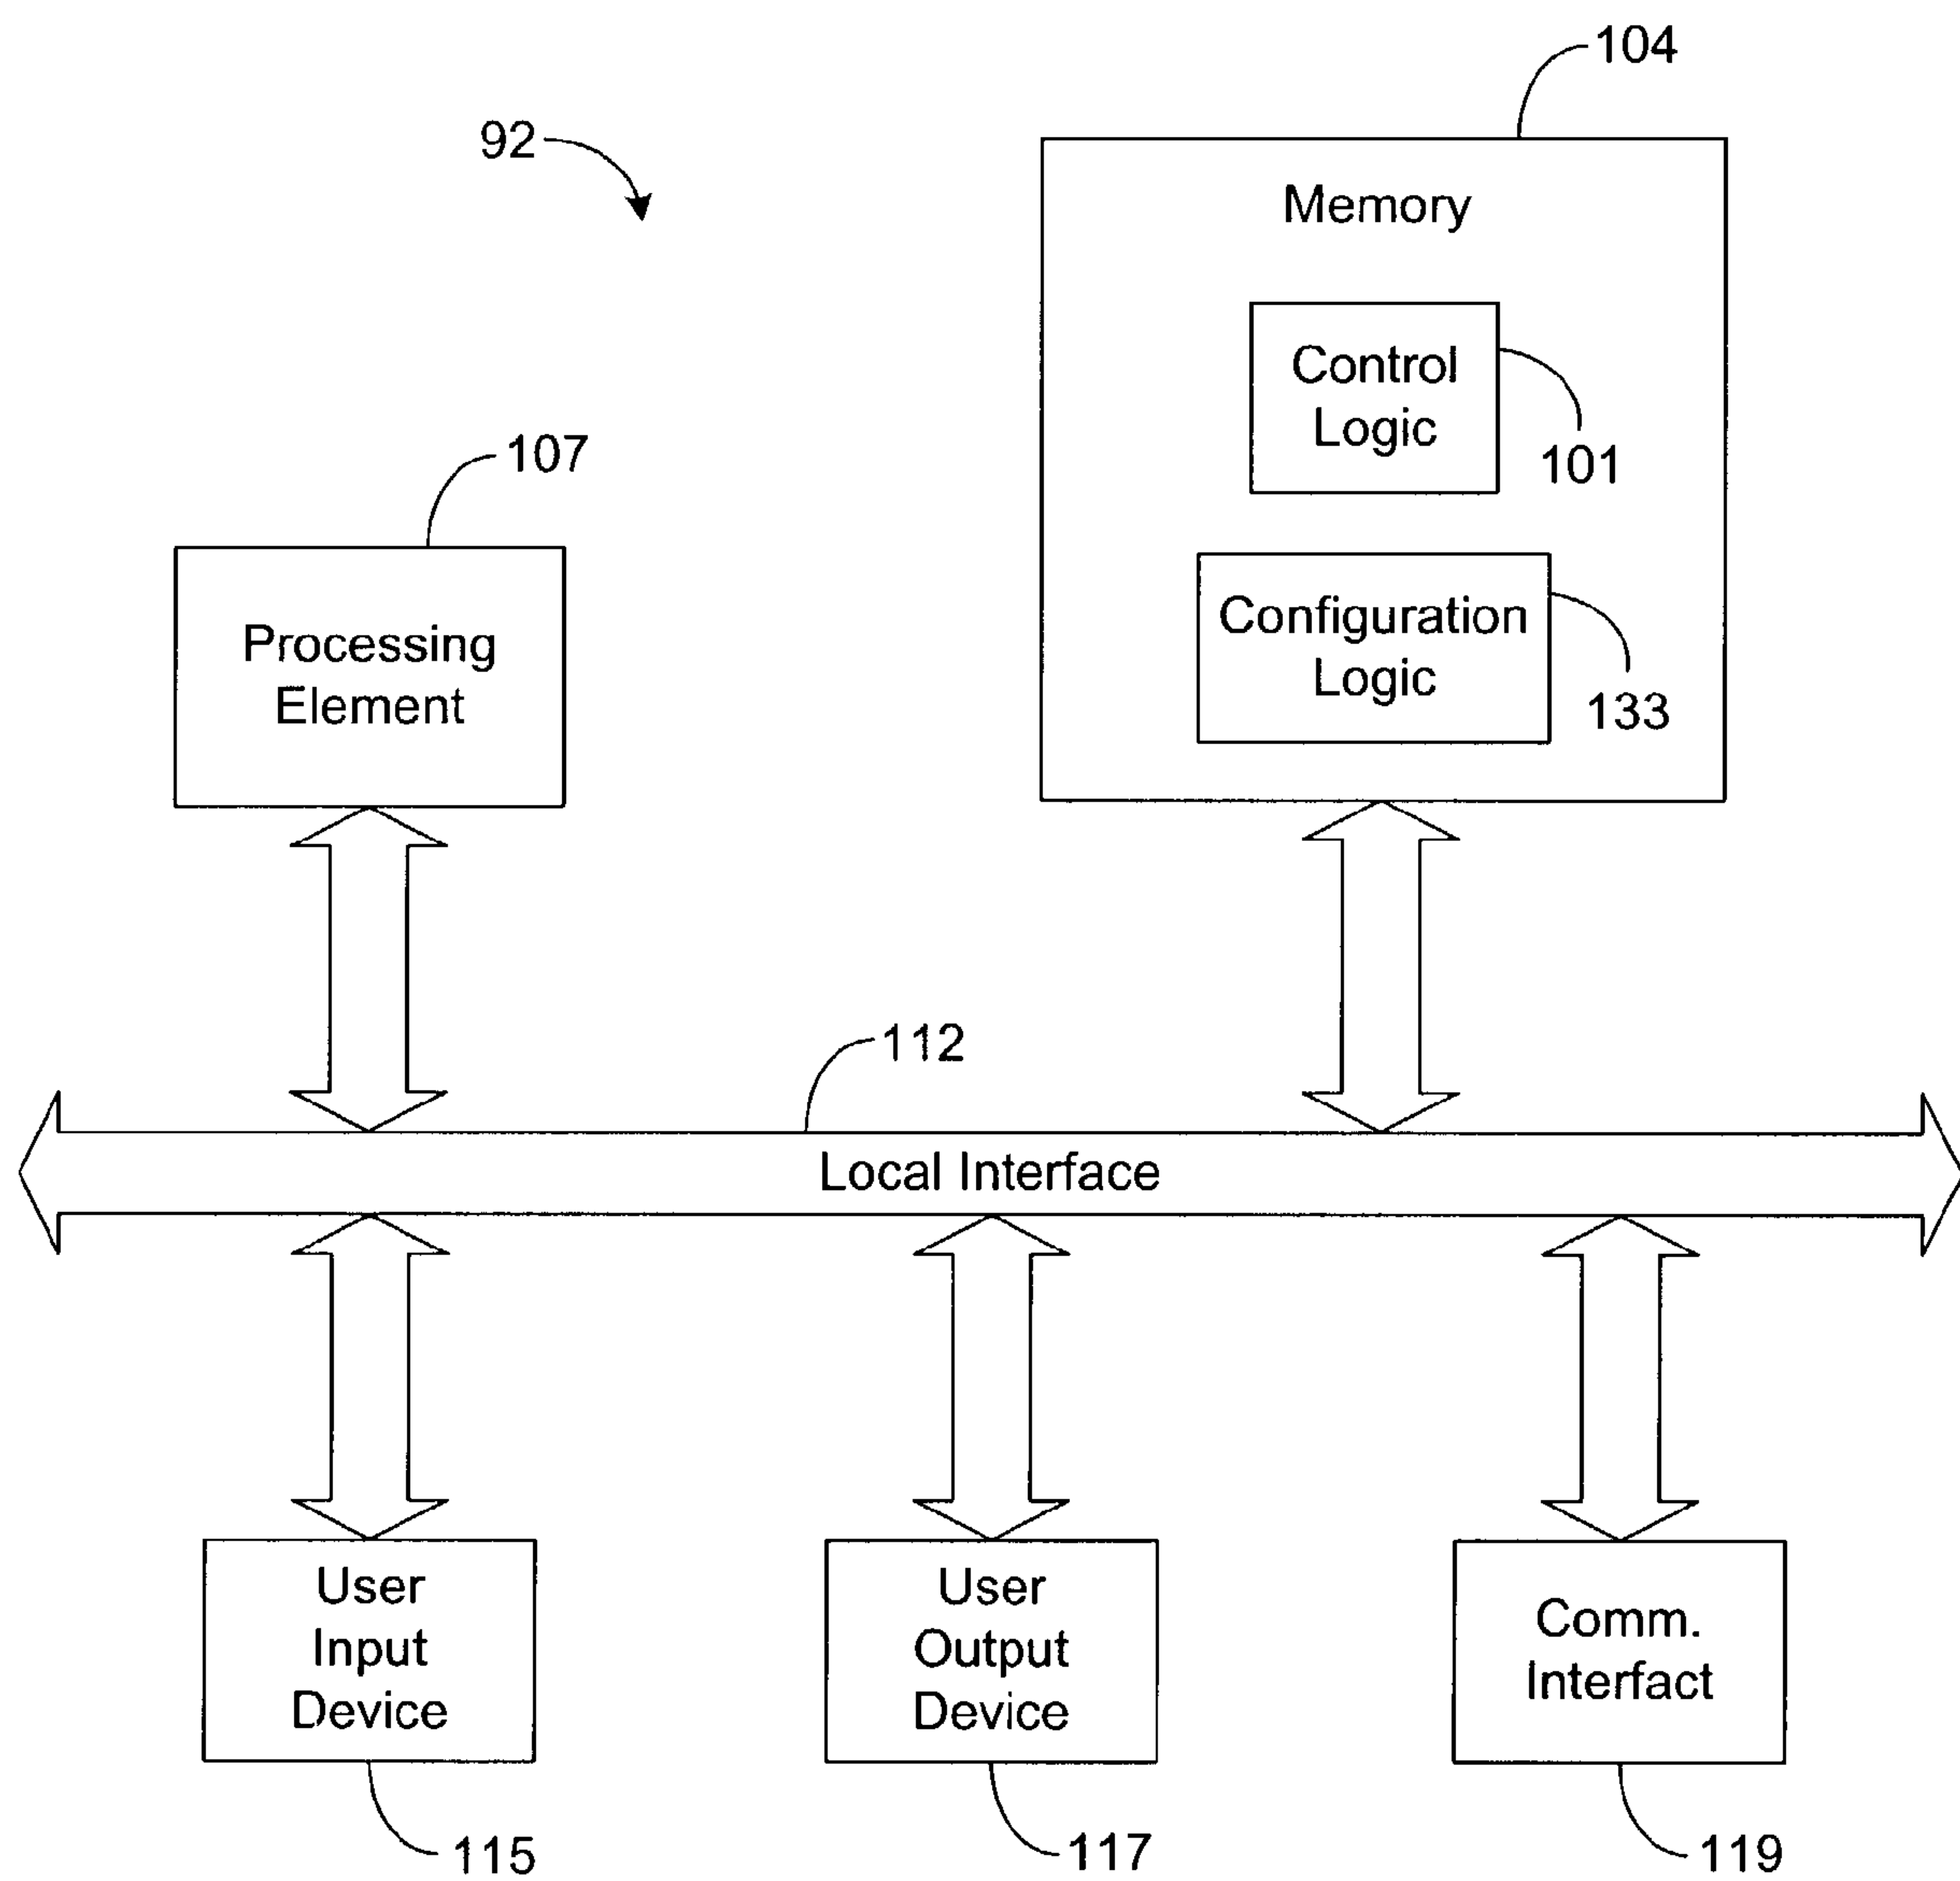 104
92
Memory
Control
Logic
101
107
Configuration
Logic
133
Processing
Element
112
Local Interface
User
Input
Device
User
Output
Device
Comm.
Interfact
115
117
119